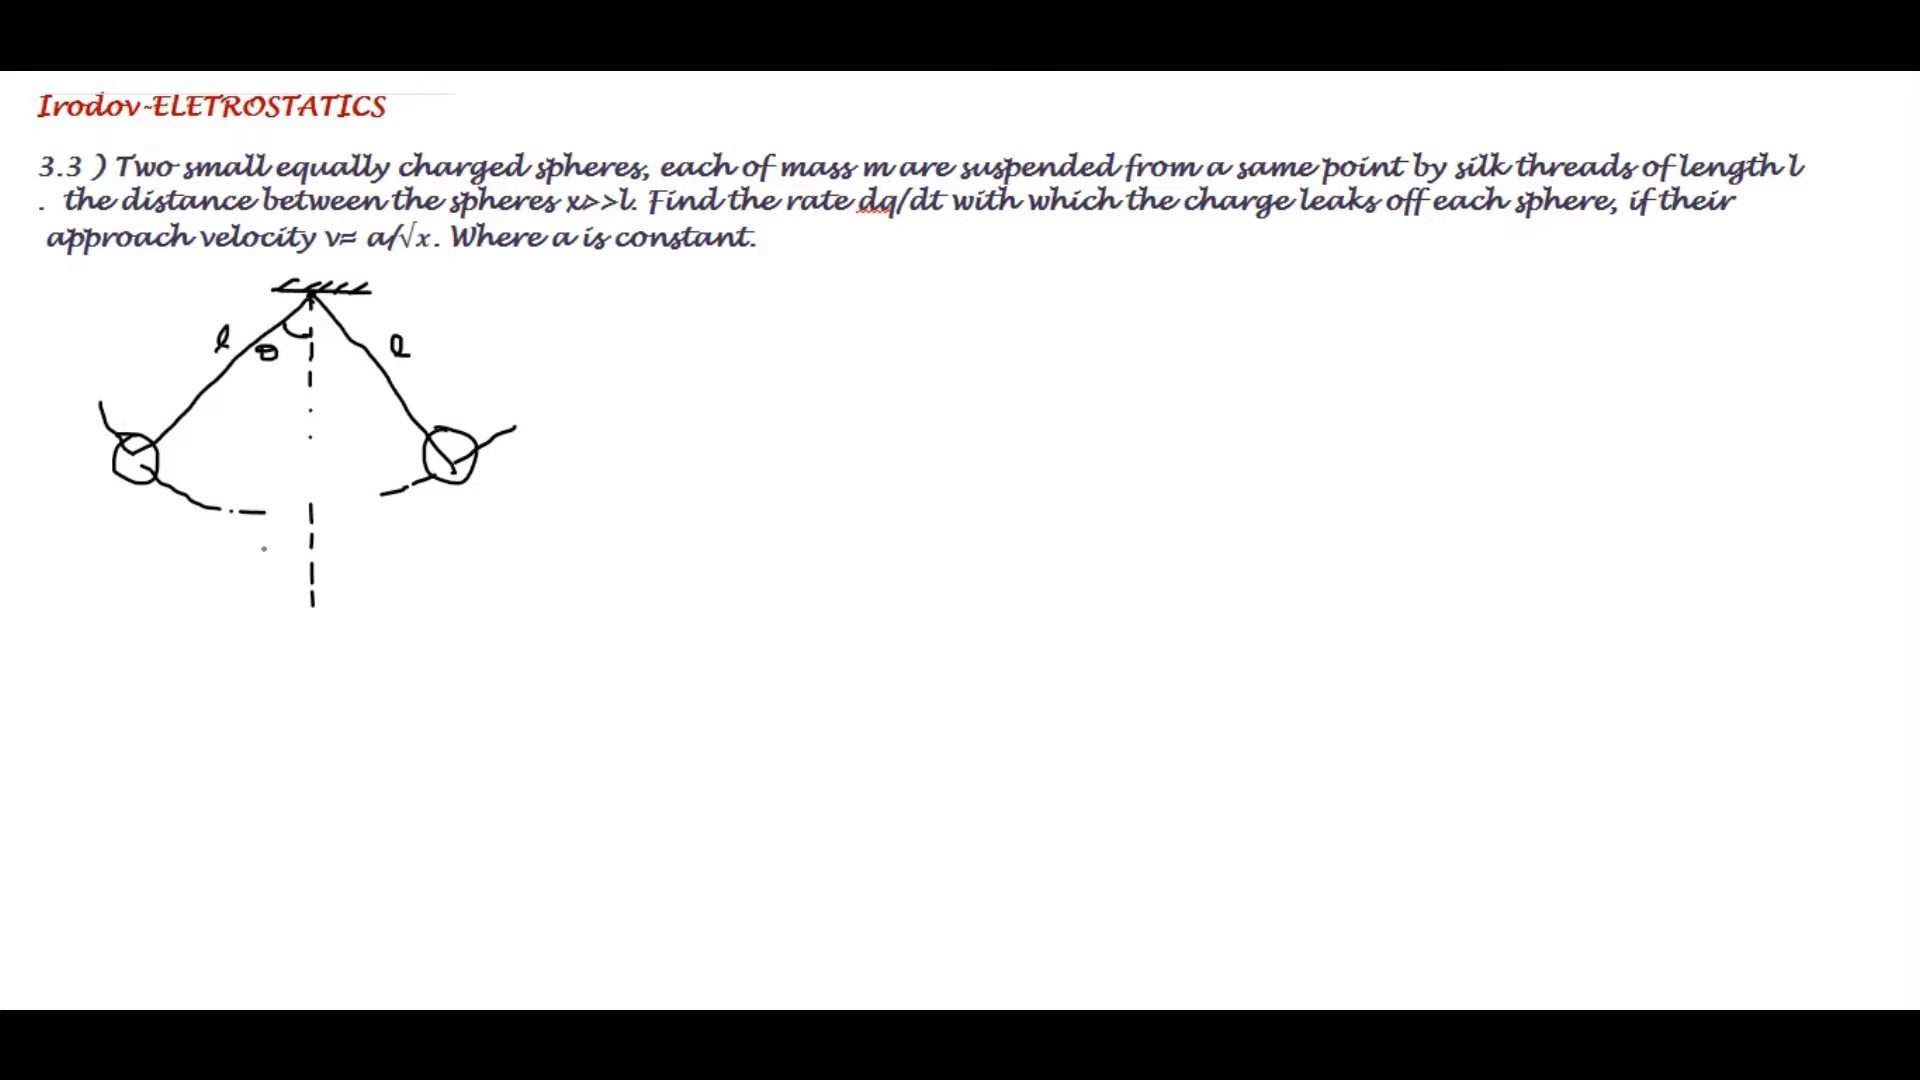 Irodov-ELETROSTATICS
3.3 ) Two small equally charged spheres, each of mass m are suspended from a same point by silk threads of length l
. the distance between the spheres x>>l. Find the rate dq/dt with which the charge leaks off each sphere, if their
approach velocity v= a/√x. Where a is constant.
l
l
θ